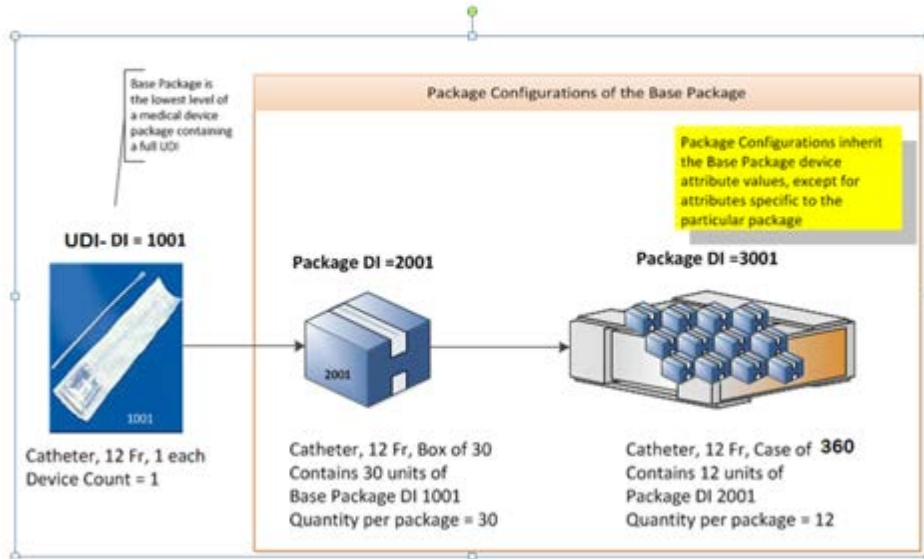 Base Package is
the lowest level of
a medical device
package containing
a full UDI
Package Configurations of the Base Package
Package Configurations inherit
the Base Package device
attribute values, except for
attributes specific to the
particular package
UDI- DI = 1001
Package DI =2001
Package DI =3001
1001
2001
Catheter, 12 Fr, 1 each
Device Count = 1
Catheter, 12 Fr, Box of 30
Contains 30 units of
Base Package DI 1001
Quantity per package = 30
Catheter, 12 Fr, Case of 360
Contains 12 units of
Package DI 2001
Quantity per package = 12